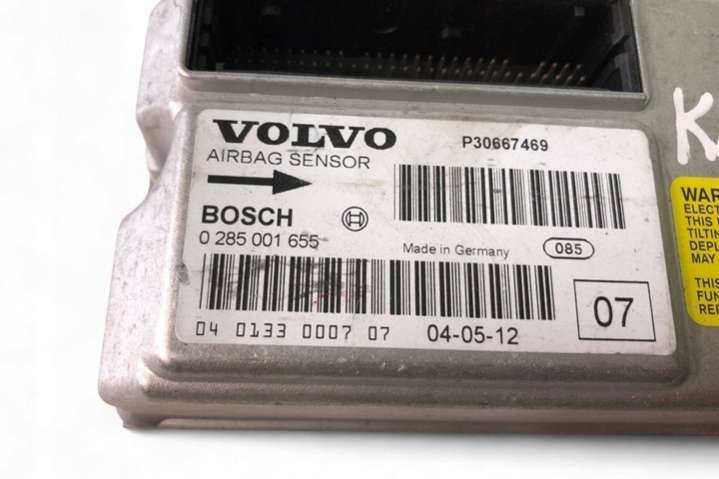 VOLVO
P30667469
AIRBAG SENSOR
BOSCH
0 285 001 655
Made in Germany
085
07
04 0133 0007 07
04-05-12
K
WAR
ELECT
THIS
TILTIN
DEPL
MAY
THIS
FUN
REF